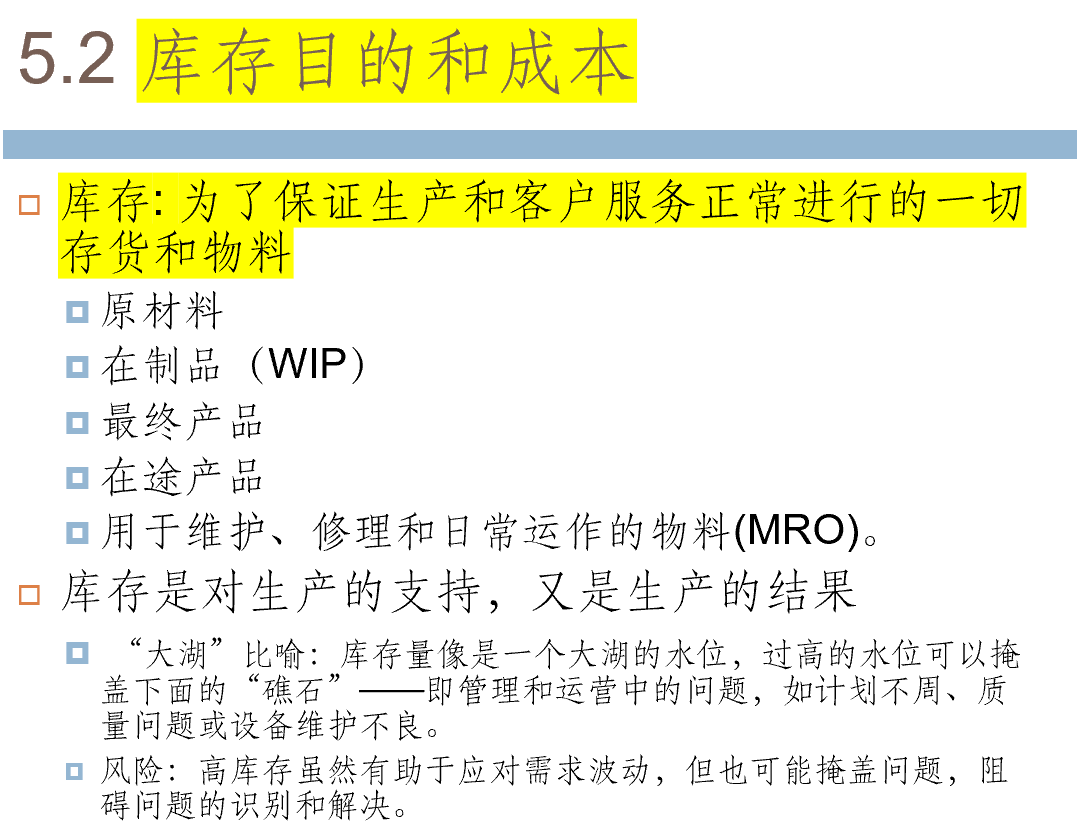 5.2 库存目的和成本
库存: 为了保证生产和客户服务正常进行的一切
存货和物料
原材料
在制品（WIP）
最终产品
在途产品
用于维护、修理和日常运作的物料(MRO)。
库存是对生产的支持，又是生产的结果
“大湖”比喻：库存量像是一个大湖的水位，过高的水位可以掩
盖下面的“礁石”——即管理和运营中的问题，如计划不周、质
量问题或设备维护不良。
风险：高库存虽然有助于应对需求波动，但也可能掩盖问题，阻
碍问题的识别和解决。